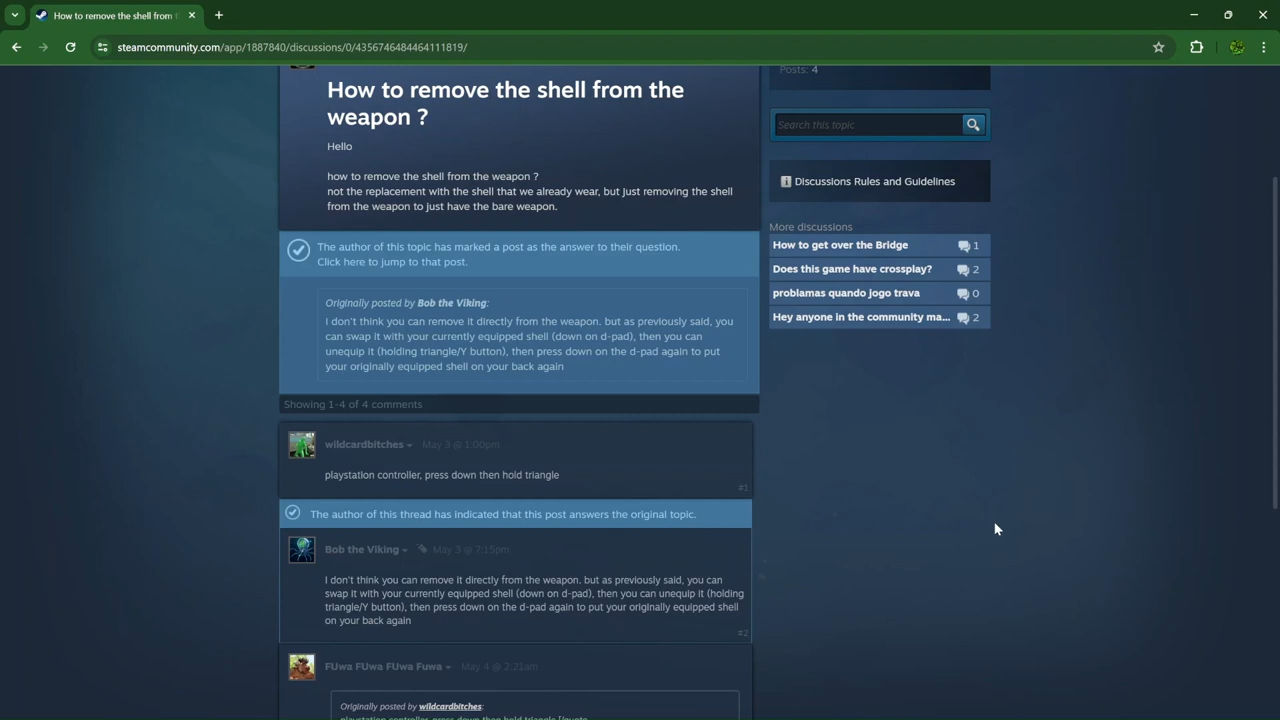 How to remove the shell from t
steamcommunity.com/app/1887840/discussions/0/4356746484464111819/
How to remove the shell from the
weapon ?
Hello
how to remove the shell from the weapon ?
not the replacement with the shell that we already wear, but just removing the shell
from the weapon to just have the bare weapon.
The author of this topic has marked a post as the answer to their question.
Click here to jump to that post.
Originally posted by Bob the Viking:
I don't think you can remove it directly from the weapon. but as previously said, you
can swap it with your currently equipped shell (down on d-pad), then you can
unequip it (holding triangle/Y button), then press down on the d-pad again to put
your originally equipped shell on your back again
Showing 1-4 of 4 comments
wildcardbitches May 3 @ 1:00pm
playstation controller, press down then hold triangle
#1
The author of this thread has indicated that this post answers the original topic.
Bob the Viking May 3 @ 7:15pm
I don't think you can remove it directly from the weapon. but as previously said, you can
swap it with your currently equipped shell (down on d-pad), then you can unequip it (holding
triangle/Y button), then press down on the d-pad again to put your originally equipped shell
on your back again
#2
FUwa FUwa FUwa Fuwa May 4 @ 2:21am
Originally posted by wildcardbitches:
playstation controller, press down then hold triangle [/quote
Posts: 4
Search this topic
Discussions Rules and Guidelines
More discussions
How to get over the Bridge 1
Does this game have crossplay? 2
problamas quando jogo trava 0
Hey anyone in the community ma... 2